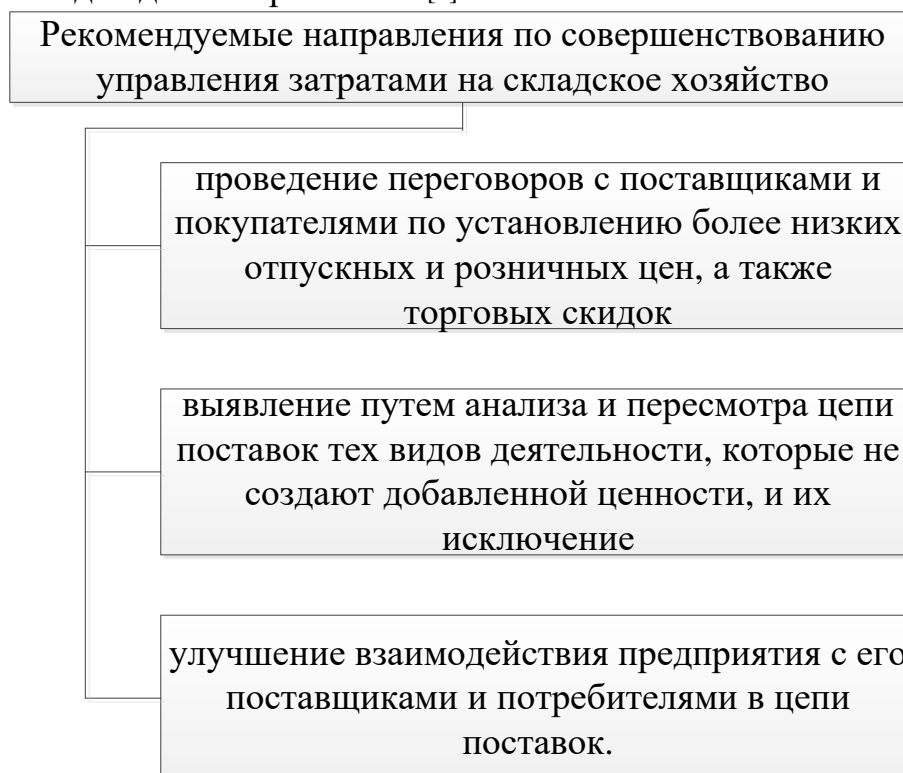 Рекомендуемые направления по совершенствованию
управления затратами на складское хозяйство
проведение переговоров с поставщиками и
покупателями по установлению более низких
отпускных и розничных цен, а также
торговых скидок
выявление путем анализа и пересмотра цепи
поставок тех видов деятельности, которые не
создают добавленной ценности, и их
исключение
улучшение взаимодействия предприятия с его
поставщиками и потребителями в цепи
поставок.